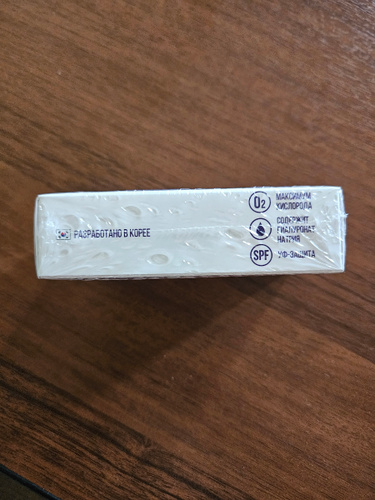 РАЗРАБОТАНО В КОРЕЕ
O2
МАКСИМУМ
КИСЛОРОДА
СОДЕРЖИТ
ГИАЛУРОНАТ
НАТРИЯ
SPF
УФ-ЗАЩИТА